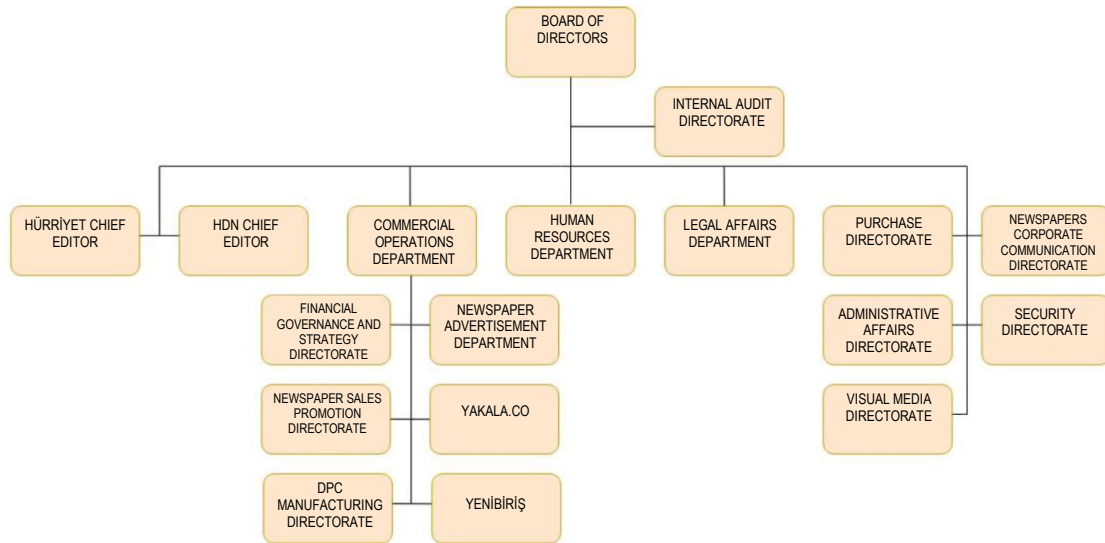 BOARD OF
DIRECTORS
INTERNAL AUDIT
DIRECTORATE
HÜRRİYET CHIEF
EDITOR
HDN CHIEF
EDITOR
COMMERCIAL
OPERATIONS
DEPARTMENT
HUMAN
RESOURCES
DEPARTMENT
LEGAL AFFAIRS
DEPARTMENT
PURCHASE
DIRECTORATE
NEWSPAPERS
CORPORATE
COMMUNICATION
DIRECTORATE
FINANCIAL
GOVERNANCE AND
STRATEGY
DIRECTORATE
NEWSPAPER
ADVERTISEMENT
DEPARTMENT
ADMINISTRATIVE
AFFAIRS
DIRECTORATE
SECURITY
DIRECTORATE
NEWSPAPER SALES
PROMOTION
DIRECTORATE
YAKALA.CO
VISUAL MEDIA
DIRECTORATE
DPC
MANUFACTURING
DIRECTORATE
YENİBİRİŞ